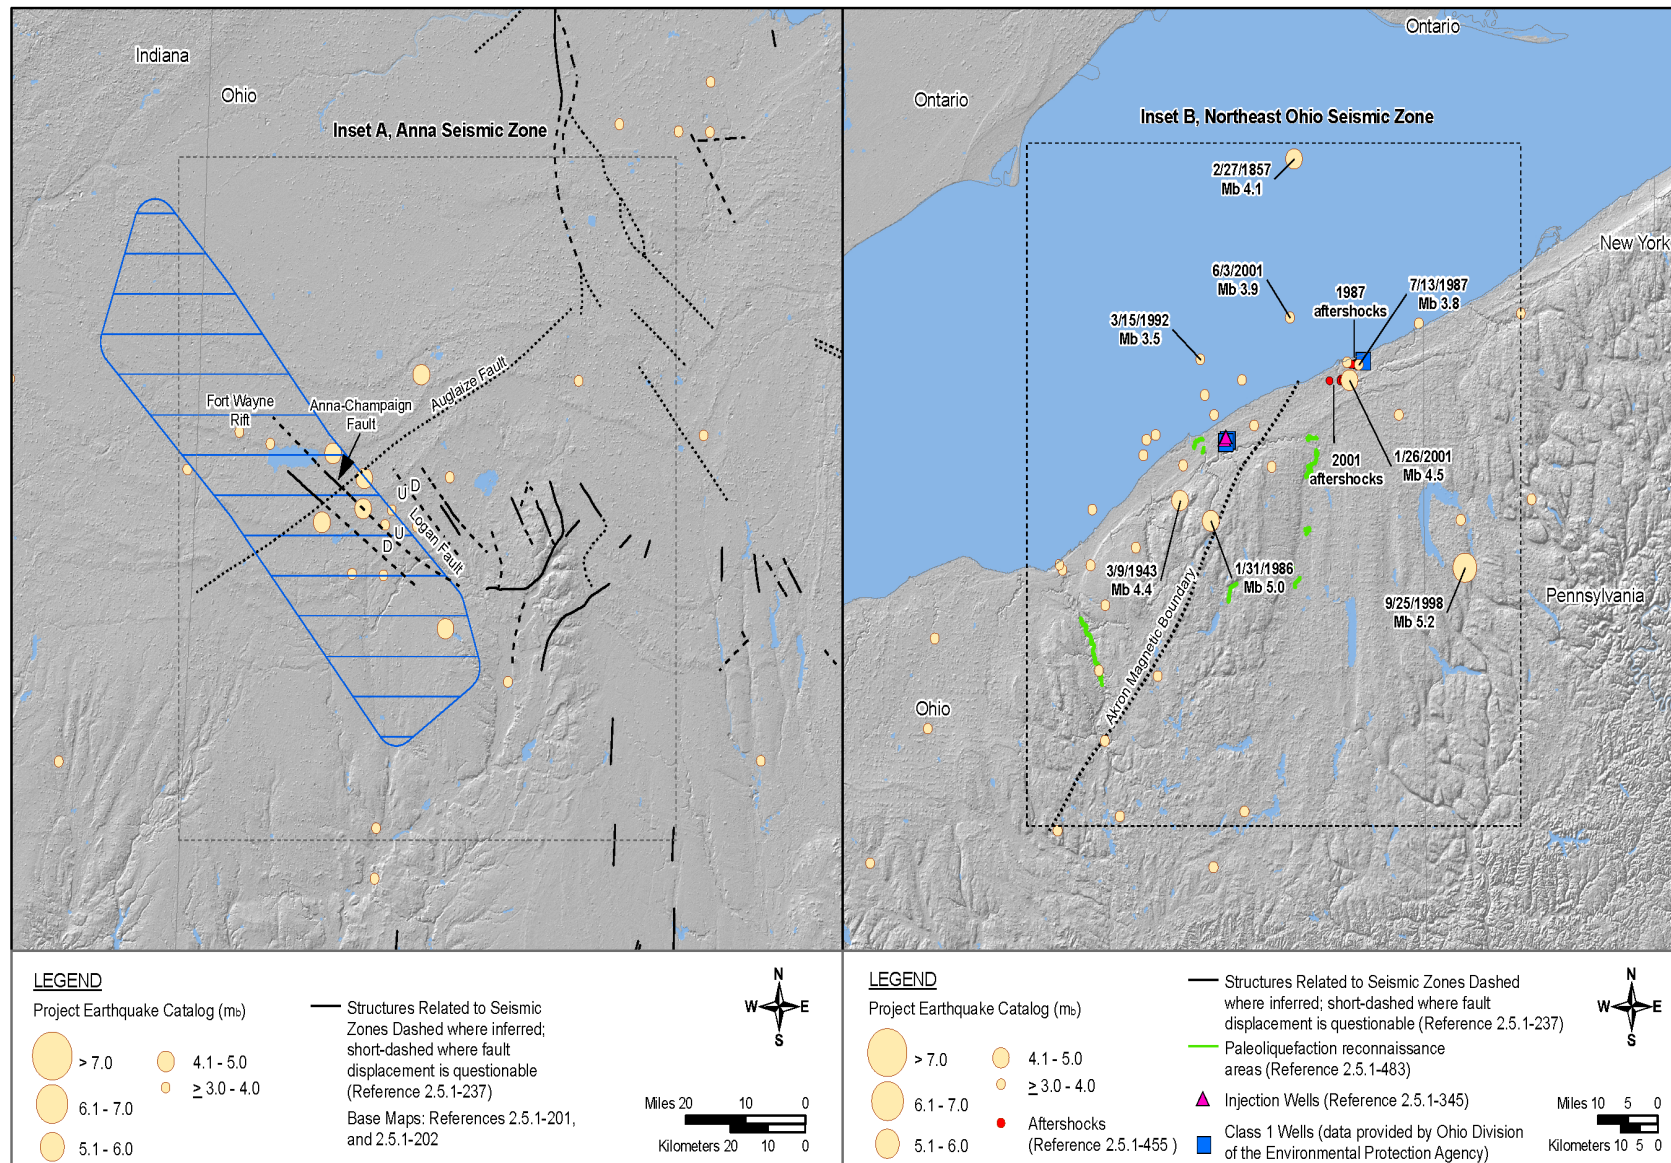 Indiana
Ohio
Inset A, Anna Seismic Zone
Auglaize Fault
Fort Wayne
Rift
Anna-Champaign
Fault
U
D
Logan Fault
U
D
LEGEND
Project Earthquake Catalog (mb)
> 7.0
6.1 - 7.0
5.1 - 6.0
4.1 - 5.0
≥ 3.0 - 4.0
Structures Related to Seismic
Zones Dashed where inferred;
short-dashed where fault
displacement is questionable
(Reference 2.5.1-237)
Base Maps: References 2.5.1-201,
and 2.5.1-202
N
W
E
S
Miles 20 10 0
Kilometers 20 10 0
Ontario
Ontario
Inset B, Northeast Ohio Seismic Zone
2/27/1857
Mb 4.1
New York
6/3/2001
Mb 3.9
1987
aftershocks
7/13/1987
Mb 3.8
3/15/1992
Mb 3.5
2001
aftershocks
1/26/2001
Mb 4.5
3/9/1943
Mb 4.4
1/31/1986
Mb 5.0
9/25/1998
Mb 5.2
Pennsylvania
Akron Magnetic Boundary
Ohio
LEGEND
Project Earthquake Catalog (mb)
> 7.0
6.1 - 7.0
5.1 - 6.0
4.1 - 5.0
≥ 3.0 - 4.0
Aftershocks
(Reference 2.5.1-455 )
Structures Related to Seismic Zones Dashed
where inferred; short-dashed where fault
displacement is questionable (Reference 2.5.1-237)
Paleoliquefaction reconnaissance
areas (Reference 2.5.1-483)
Injection Wells (Reference 2.5.1-345)
Class 1 Wells (data provided by Ohio Division
of the Environmental Protection Agency)
N
W
E
S
Miles 10 5 0
Kilometers 10 5 0